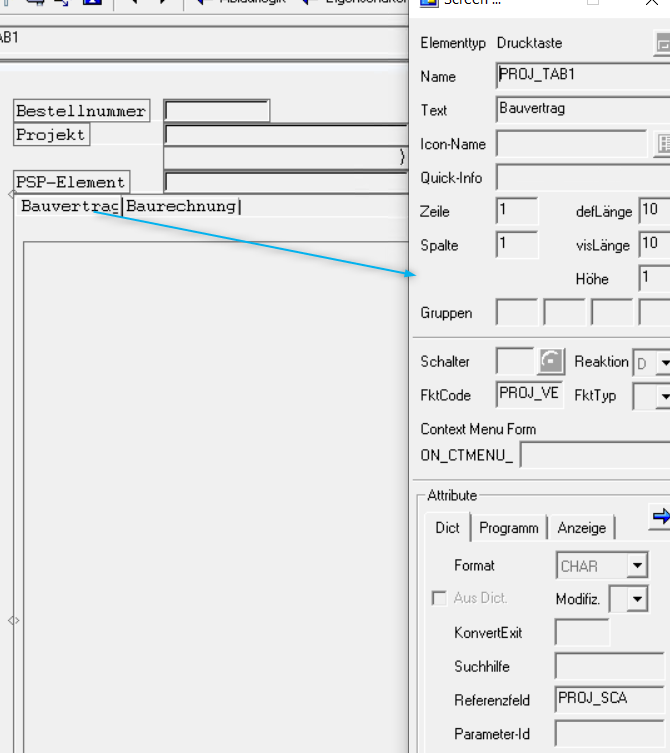 AB1
Bestellnummer
Projekt
}
PSP-Element
Bauvertrag Baurechnung
Screen ...
Elementtyp Drucktaste
Name PROJ_TAB1
Text Bauvertrag
Icon-Name
Quick-Info
Zeile 1 defLänge 10
Spalte 1 visLänge 10
Höhe 1
Gruppen
Schalter Reaktion D
FktCode PROJ_VE FktTyp
Context Menu Form
ON_CTMENU_
Attribute
Dict Programm Anzeige
Format CHAR
Aus Dict. Modifiz.
KonvertExit
Suchhilfe
Referenzfeld PROJ_SCA
Parameter-Id